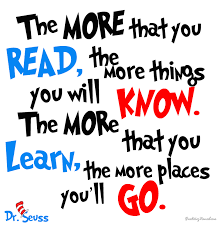 The MORE that you
READ, the more things
you will KNOW.
The MORe that you
Learn, the more places
you'll GO.
Dr. Seuss